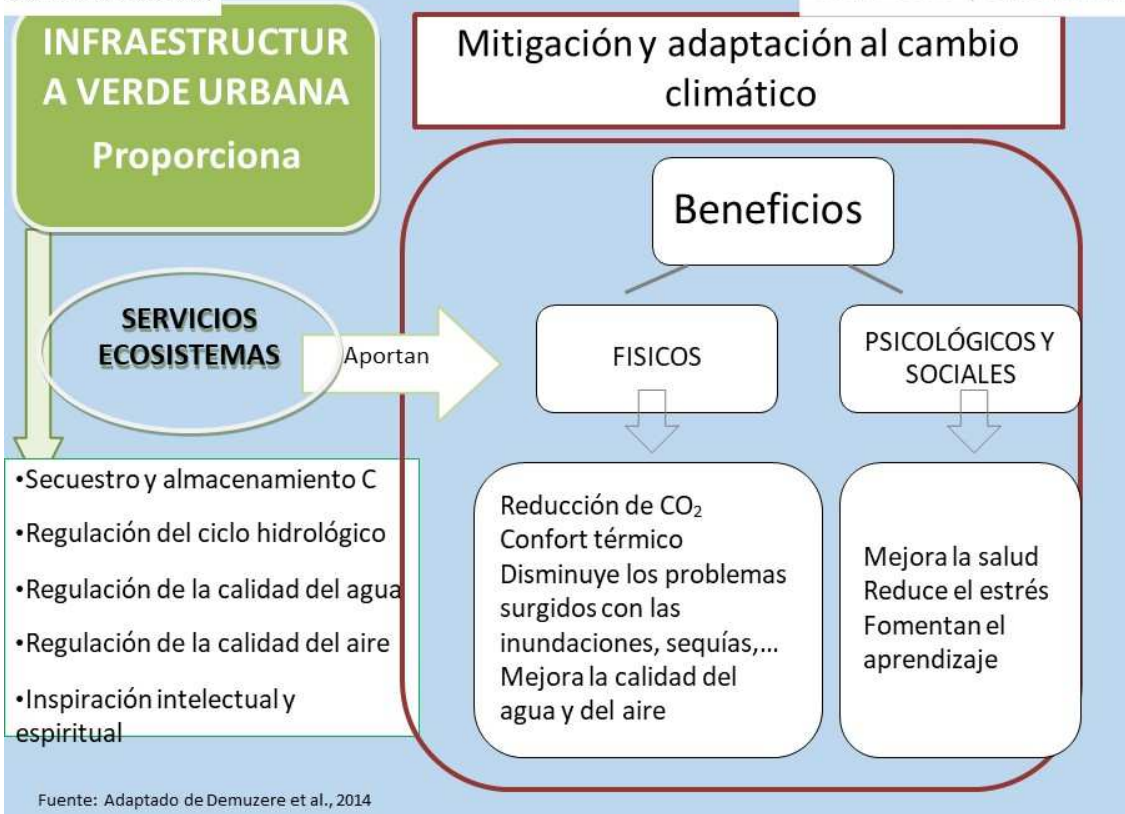 INFRAESTRUCTUR
A VERDE URBANA
Proporciona
Mitigación y adaptación al cambio
climático
Beneficios
SERVICIOS
ECOSISTEMAS
Aportan
FISICOS
PSICOLÓGICOS Y
SOCIALES
•Secuestro y almacenamiento C
•Regulación del ciclo hidrológico
•Regulación de la calidad del agua
•Regulación de la calidad del aire
•Inspiración intelectual y
espiritual
Reducción de CO₂
Confort térmico
Disminuye los problemas
surgidos con las
inundaciones, sequías,...
Mejora la calidad del
agua y del aire
Mejora la salud
Reduce el estrés
Fomentan el
aprendizaje
Fuente: Adaptado de Demuzere et al., 2014